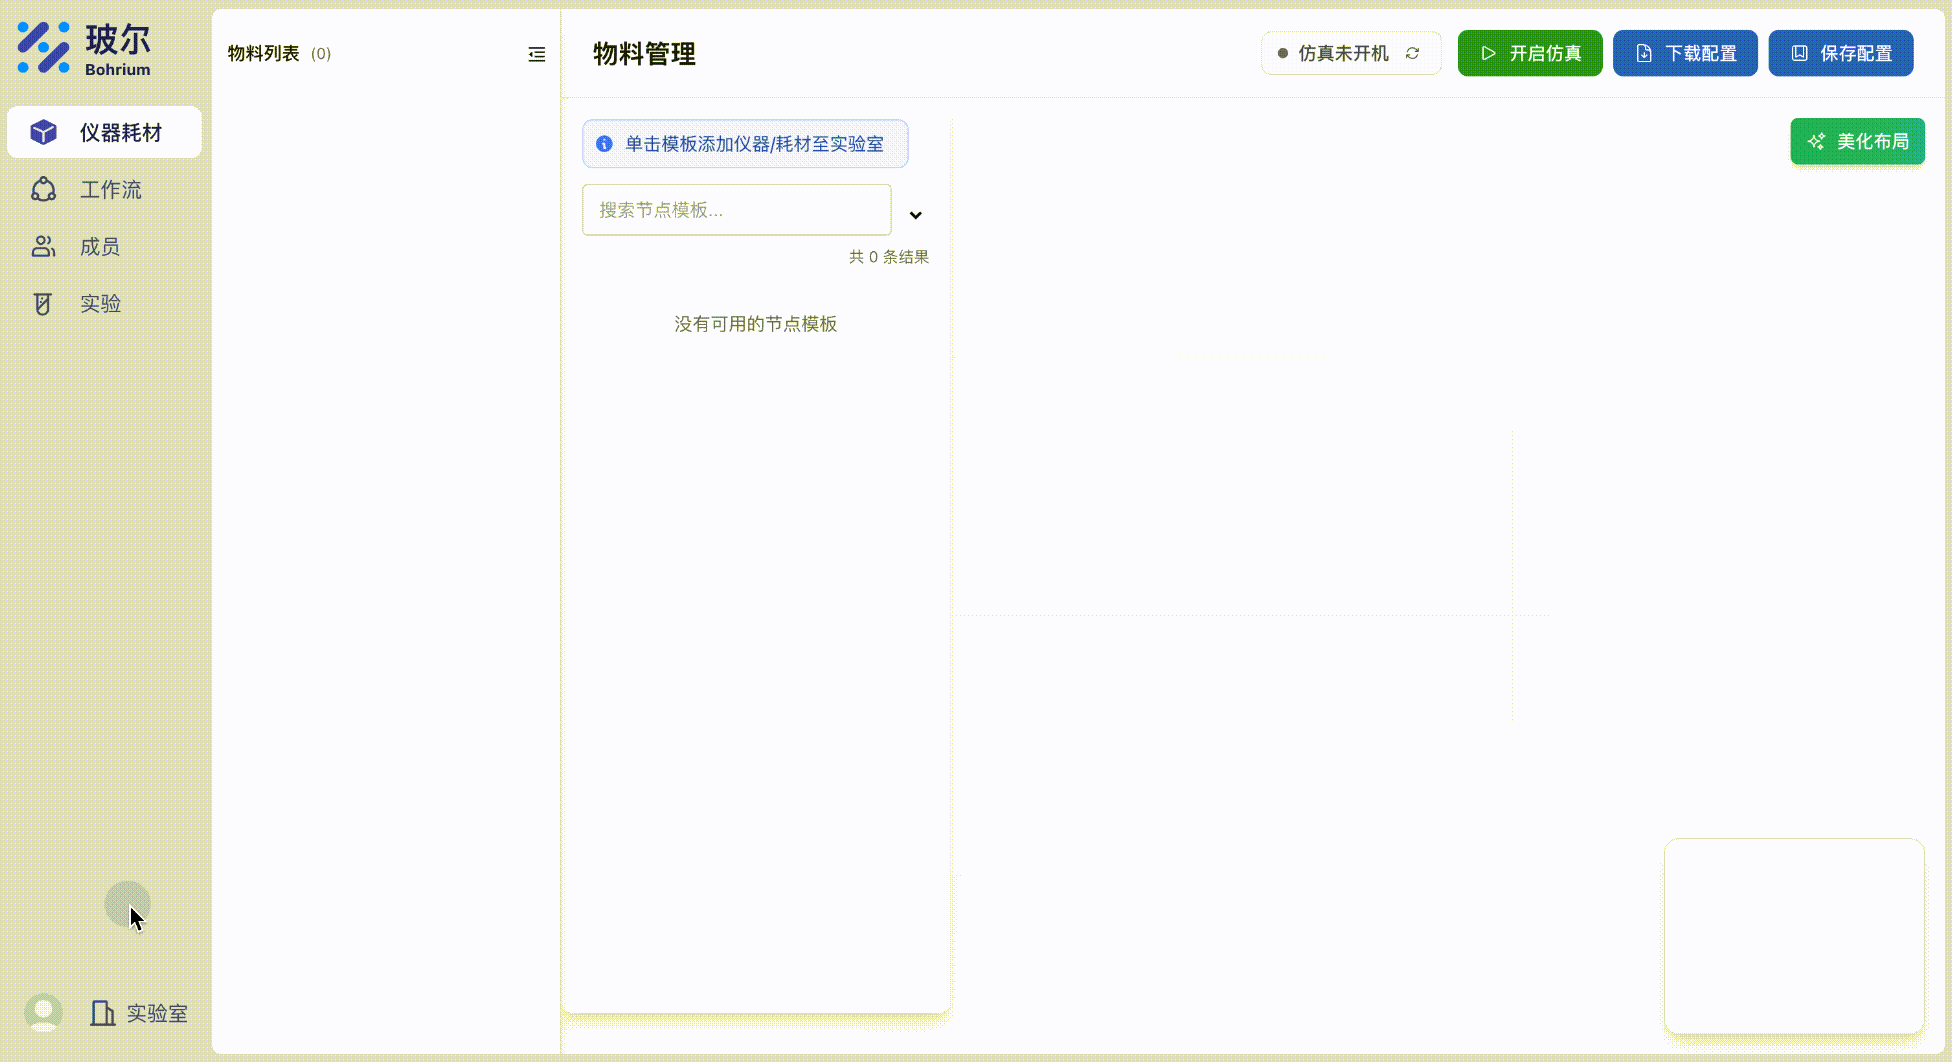 玻尔
Bohrium
仪器耗材
工作流
成员
实验
实验室
物料列表 (0)
物料管理
仿真未开机
开启仿真
下载配置
保存配置
单击模板添加仪器/耗材至实验室
搜索节点模板...
共 0 条结果
没有可用的节点模板
美化布局